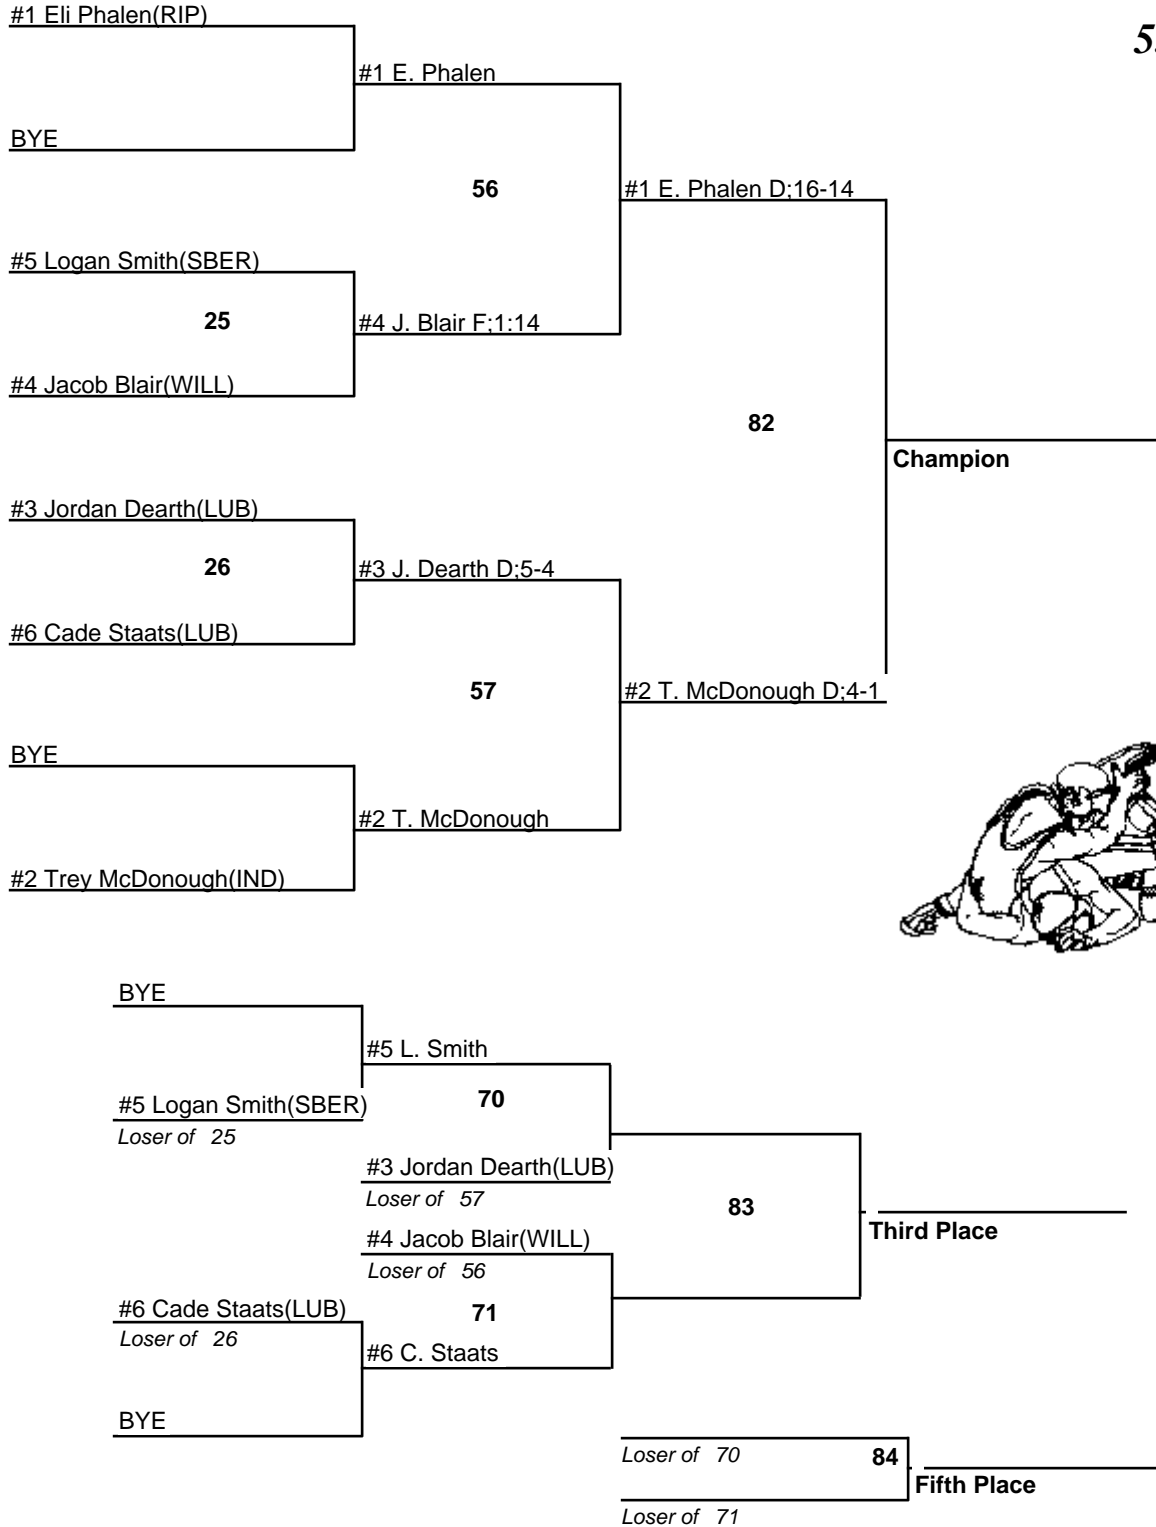 #1 Eli Phalen(RIP)
#1 E. Phalen
BYE
56
#1 E. Phalen D;16-14
#5 Logan Smith(SBER)
25
#4 J. Blair F;1:14
#4 Jacob Blair(WILL)
82
Champion
#3 Jordan Dearth(LUB)
26
#3 J. Dearth D;5-4
#6 Cade Staats(LUB)
57
#2 T. McDonough D;4-1
BYE
#2 T. McDonough
#2 Trey McDonough(IND)
BYE
#5 L. Smith
#5 Logan Smith(SBER)
70
Loser of 25
#3 Jordan Dearth(LUB)
Loser of 57
83
Third Place
#4 Jacob Blair(WILL)
Loser of 56
#6 Cade Staats(LUB)
71
Loser of 26
#6 C. Staats
BYE
Loser of 70
84
Fifth Place
Loser of 71